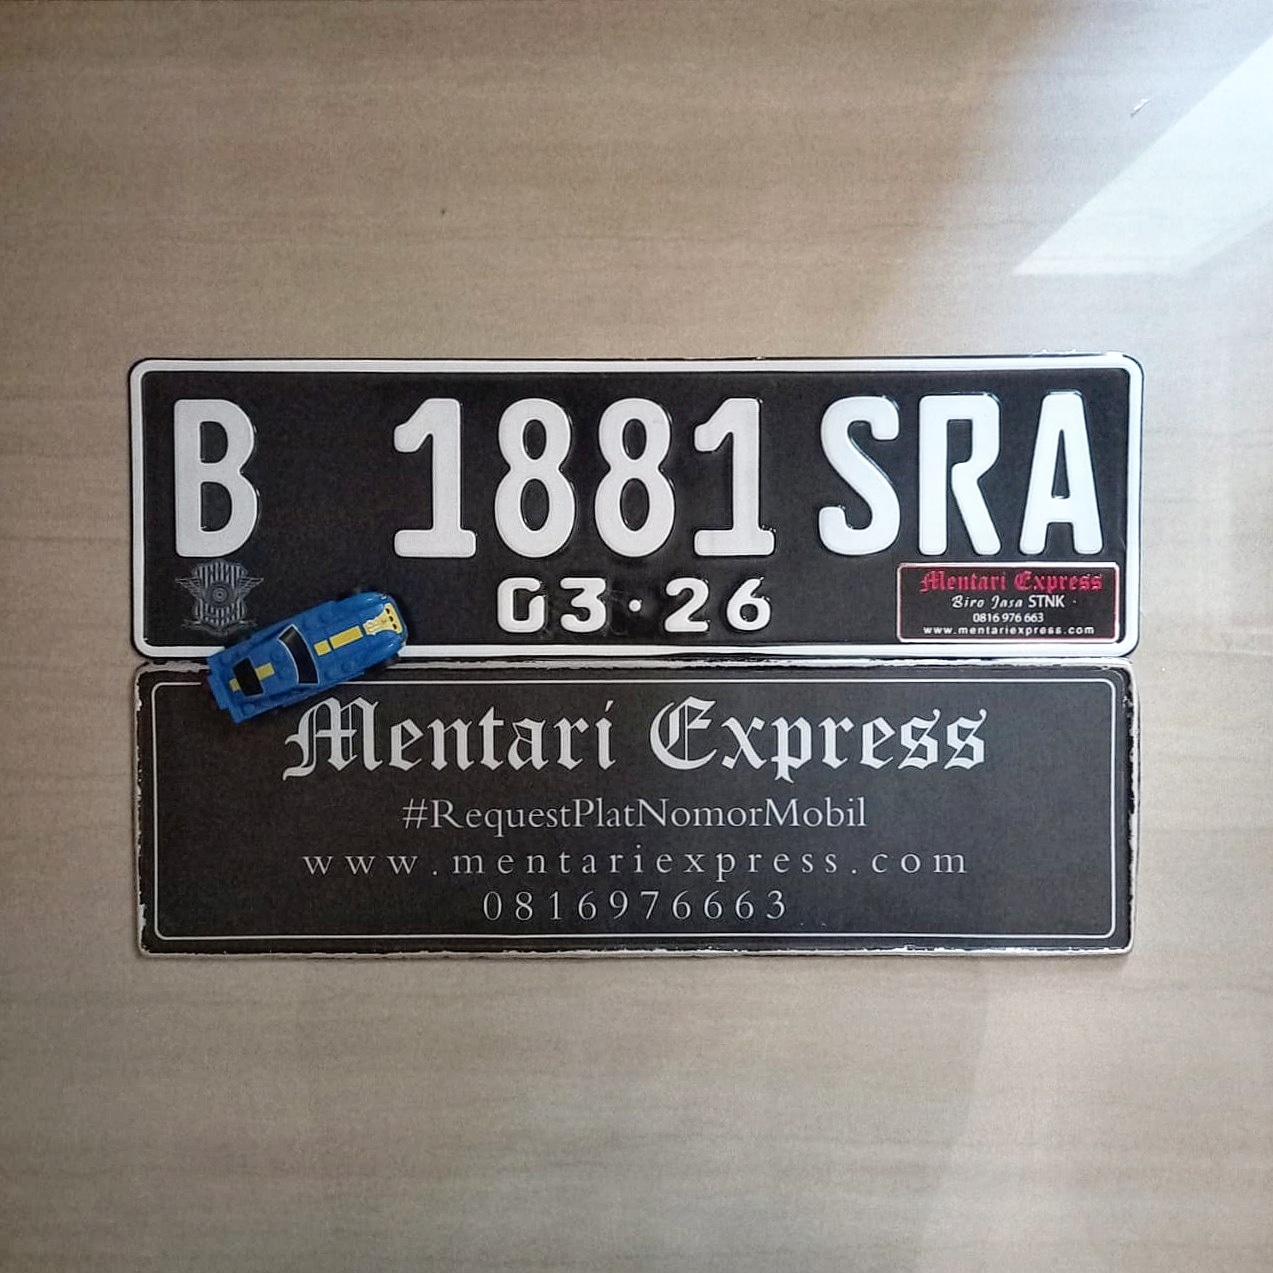 B 1881 SRA
03·26
Mentari Express
Biro Jasa STNK
0816 976 663
www.mentariexpress.com
Mentari Express
#RequestPlatNomorMobil
www.mentariexpress.com
0816976663